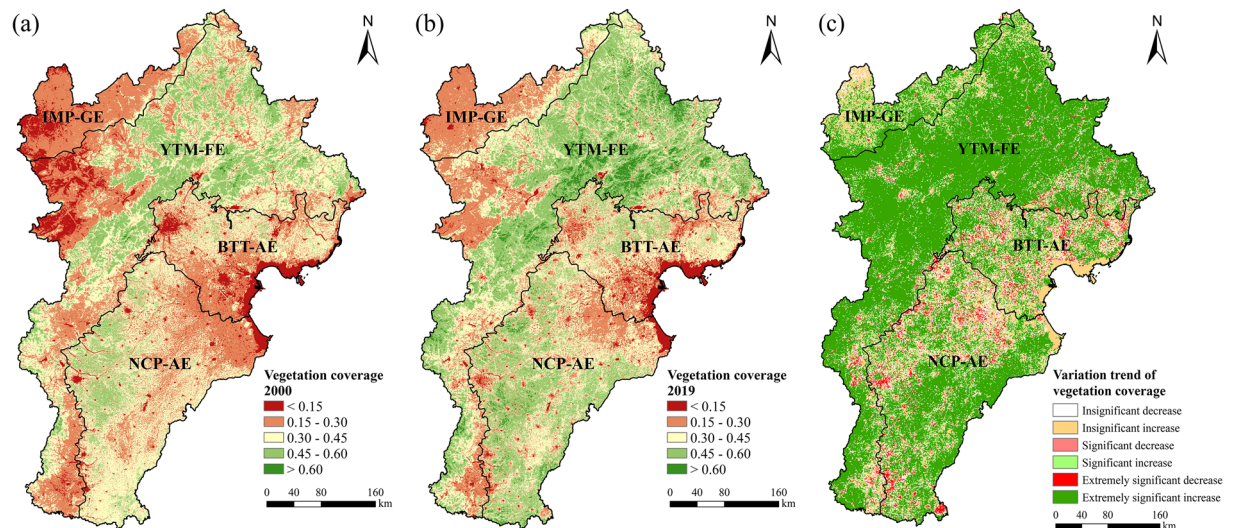 (a)
N
IMP-GE
YTM-FE
BTT-AE
NCP-AE
Vegetation coverage
2000
< 0.15
0.15 - 0.30
0.30 - 0.45
0.45 - 0.60
> 0.60
0 40 80 160
km
(b)
N
IMP-GE
YTM-FE
BTT-AE
NCP-AE
Vegetation coverage
2019
< 0.15
0.15 - 0.30
0.30 - 0.45
0.45 - 0.60
> 0.60
0 40 80 160
km
(c)
N
IMP-GE
YTM-FE
BTT-AE
NCP-AE
Variation trend of
vegetation coverage
Insignificant decrease
Insignificant increase
Significant decrease
Significant increase
Extremely significant decrease
Extremely significant increase
0 40 80 160
km